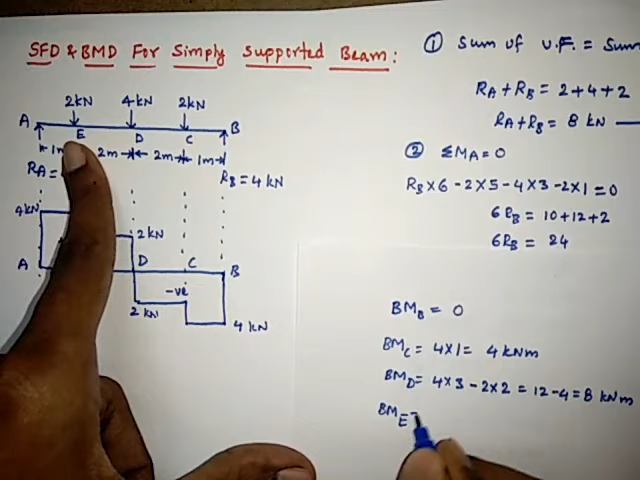 SFD & BMD For Simply Supported Beam:
① Sum of V.F. = Sum
RA + RB = 2+4+2
RA+RB = 8 kN
② ΣMA = 0
RB×6 - 2×5 - 4×3 - 2×1 = 0
6RB = 10+12+2
6RB = 24
2kN 4kN 2kN
A B
E D C
1m 2m 2m 1m
RA= RB = 4 kN
4kN
2kN
A D C B
-ve
2 kN
4 kN
BMB = 0
BMC = 4×1 = 4 kNm
BMD = 4×3 - 2×2 = 12-4 = 8 kNm
BME=